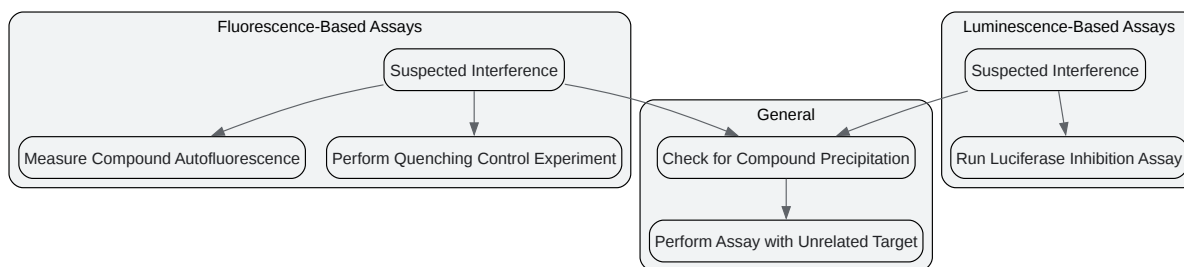 Fluorescence-Based Assays
Suspected Interference
Measure Compound Autofluorescence
Perform Quenching Control Experiment
General
Check for Compound Precipitation
Perform Assay with Unrelated Target
Luminescence-Based Assays
Suspected Interference
Run Luciferase Inhibition Assay